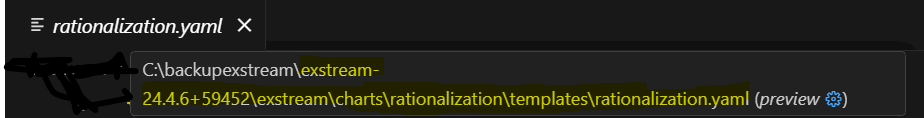 rationalization.yaml
C:\backupexstream\exstream-
24.4.6+59452\exstream\charts\rationalization\templates\rationalization.yaml (preview)